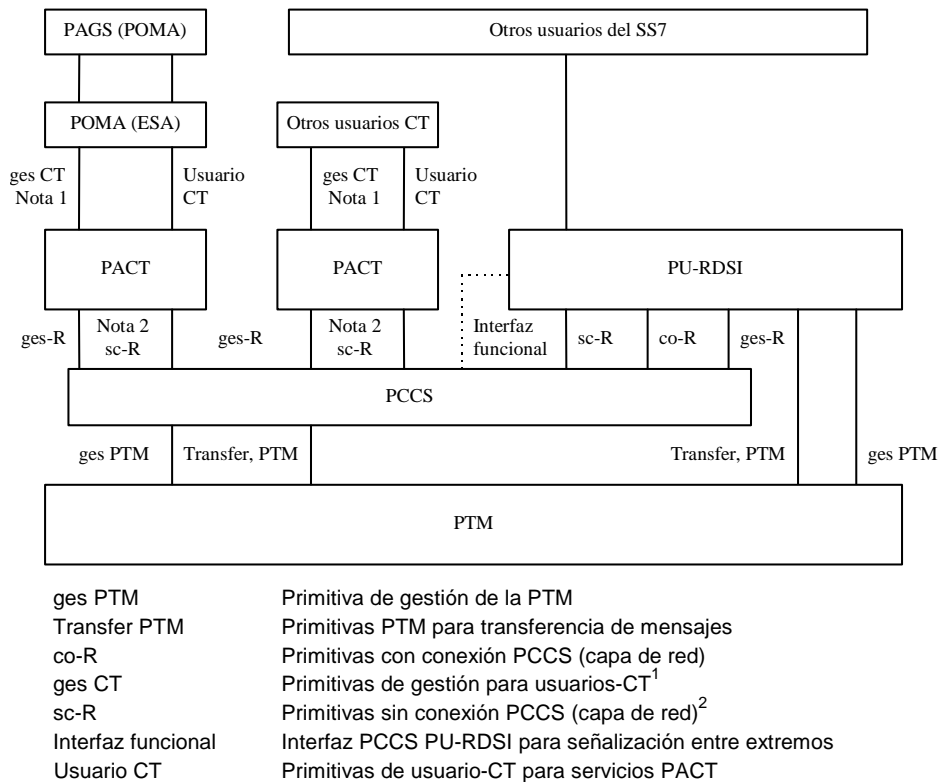 PAGS (POMA)
Otros usuarios del SS7
POMA (ESA)
Otros usuarios CT
ges CT
Nota 1
Usuario
CT
ges CT
Nota 1
Usuario
CT
PACT
PACT
PU-RDSI
ges-R
Nota 2
sc-R
ges-R
Nota 2
sc-R
Interfaz
funcional
sc-R
co-R
ges-R
PCCS
ges PTM
Transfer, PTM
Transfer, PTM
ges PTM
PTM
ges PTM Primitiva de gestión de la PTM
Transfer PTM Primitivas PTM para transferencia de mensajes
co-R Primitivas con conexión PCCS (capa de red)
ges CT Primitivas de gestión para usuarios-CT1
sc-R Primitivas sin conexión PCCS (capa de red)2
Interfaz funcional Interfaz PCCS PU-RDSI para señalización entre extremos
Usuario CT Primitivas de usuario-CT para servicios PACT